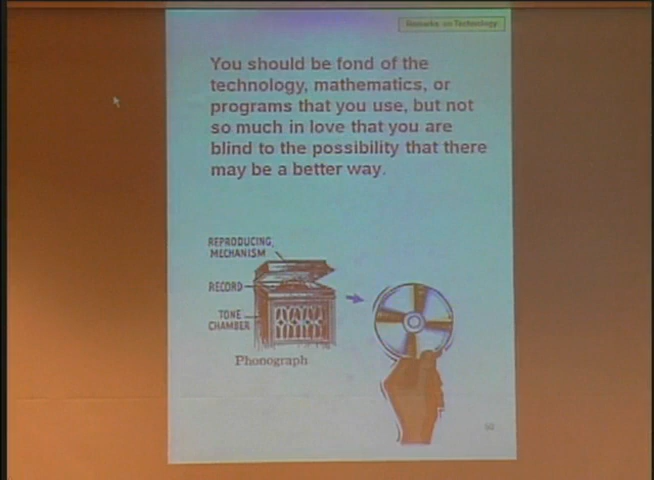 Remarks on Technology
You should be fond of the
technology, mathematics, or
programs that you use, but not
so much in love that you are
blind to the possibility that there
may be a better way.
REPRODUCING
MECHANISM
RECORD
TONE
CHAMBER
Phonograph